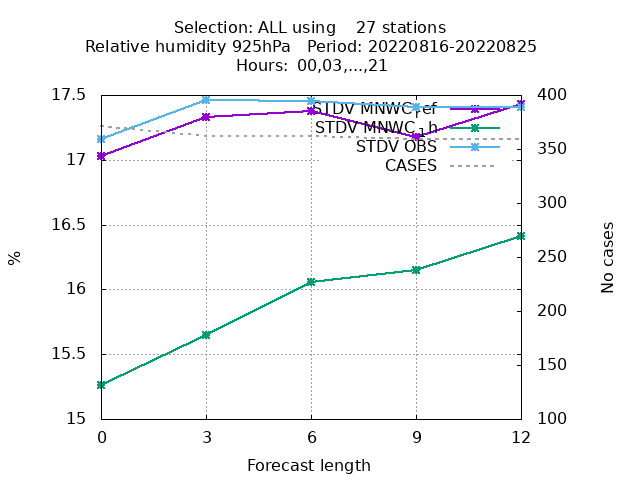 Selection: ALL using 27 stations
Relative humidity 925hPa Period: 20220816-20220825
Hours: 00,03,...,21
17.5
17
16.5
16
15.5
15
%
400
350
300
250
200
150
100
No cases
STDV MNWC_ref
STDV MNWC_1h
STDV OBS
CASES
0 3 6 9 12
Forecast length